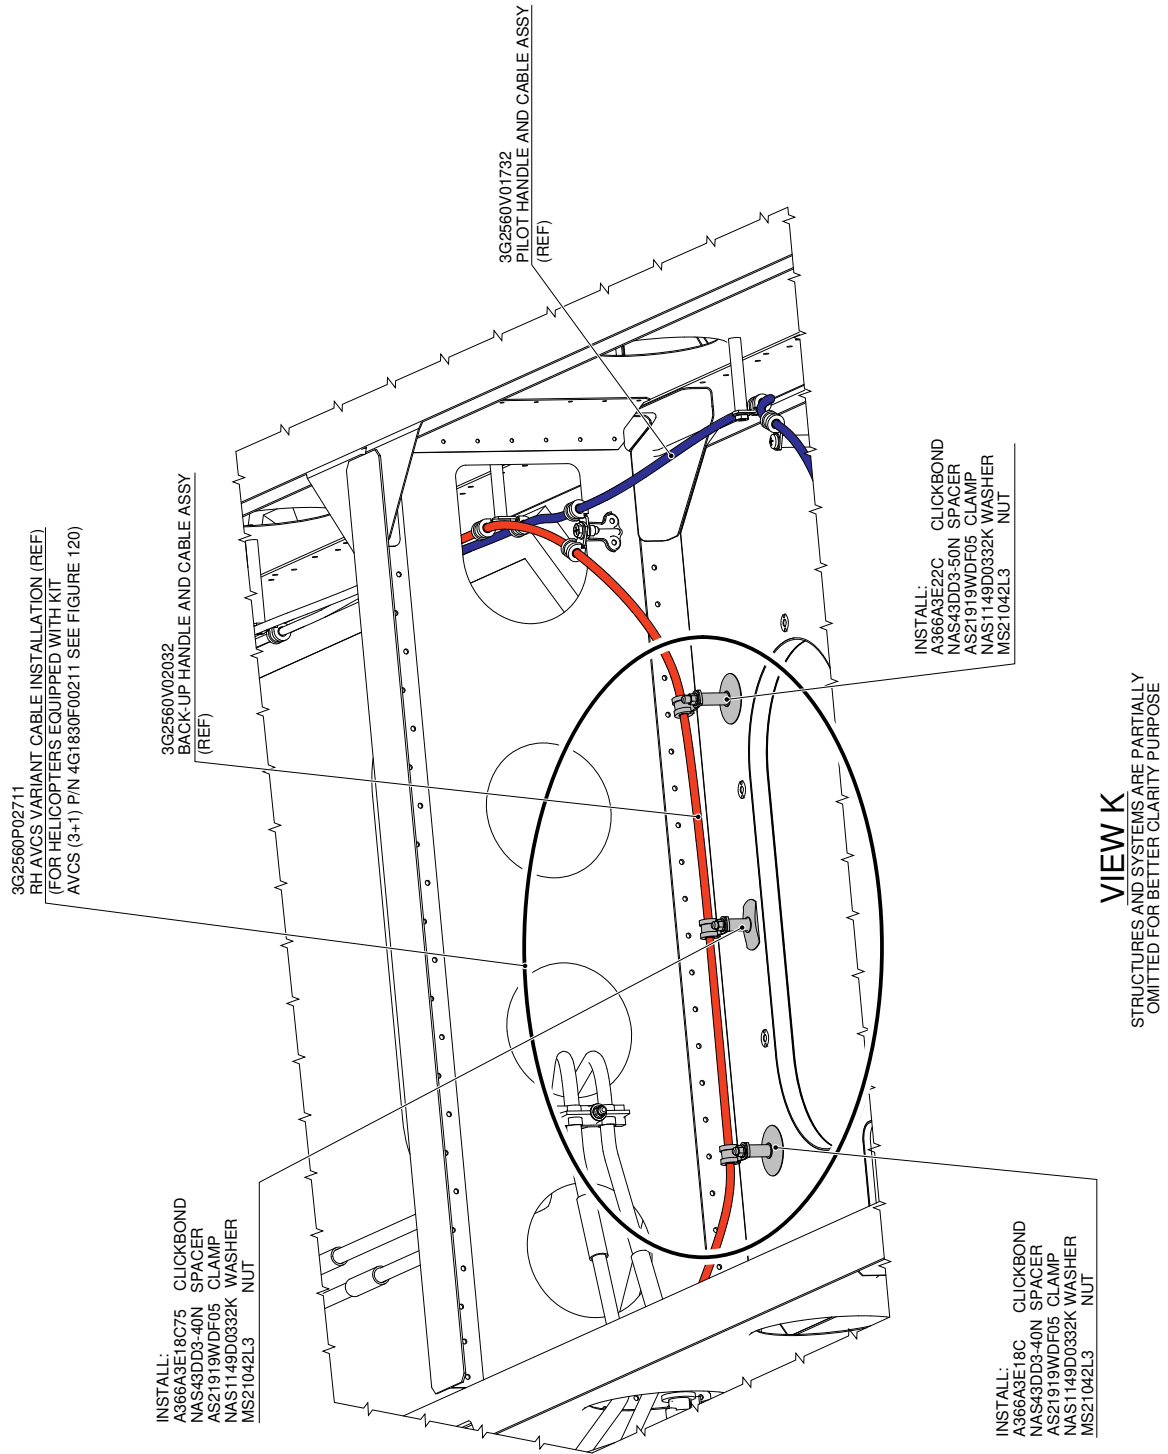 3G2560P02711
RH AVCS VARIANT CABLE INSTALLATION (REF)
(FOR HELICOPTERS EQUIPPED WITH KIT
AVCS (3+1) P/N 4G1830F00211 SEE FIGURE 120)
3G2560V02032
BACK-UP HANDLE AND CABLE ASSY
(REF)
3G2560V01732
PILOT HANDLE AND CABLE ASSY
(REF)
INSTALL:
A366A3E18C75 CLICKBOND
NAS43DD3-40N SPACER
AS21919WDF05 CLAMP
NAS1149D0332K WASHER
MS21042L3 NUT
INSTALL:
A366A3E22C CLICKBOND
NAS43DD3-50N SPACER
AS21919WDF05 CLAMP
NAS1149D0332K WASHER
MS21042L3 NUT
INSTALL:
A366A3E18C CLICKBOND
NAS43DD3-40N SPACER
AS21919WDF05 CLAMP
NAS1149D0332K WASHER
MS21042L3 NUT
VIEW K
STRUCTURES AND SYSTEMS ARE PARTIALLY
OMITTED FOR BETTER CLARITY PURPOSE